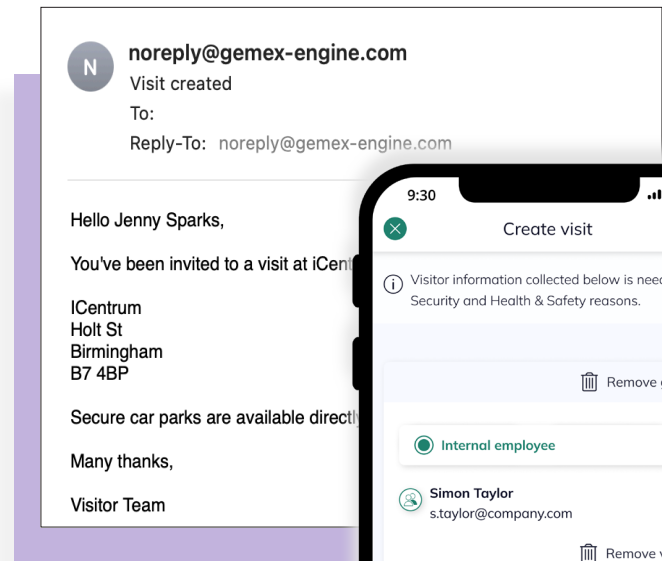 N
noreply@gemex-engine.com
Visit created
To:
Reply-To: noreply@gemex-engine.com
Hello Jenny Sparks,
You've been invited to a visit at iCent
ICentrum
Holt St
Birmingham
B7 4BP
Secure car parks are available directly
Many thanks,
Visitor Team
9:30
Create visit
Visitor information collected below is need
Security and Health & Safety reasons.
Remove
Internal employee
Simon Taylor
s.taylor@company.com
Remove